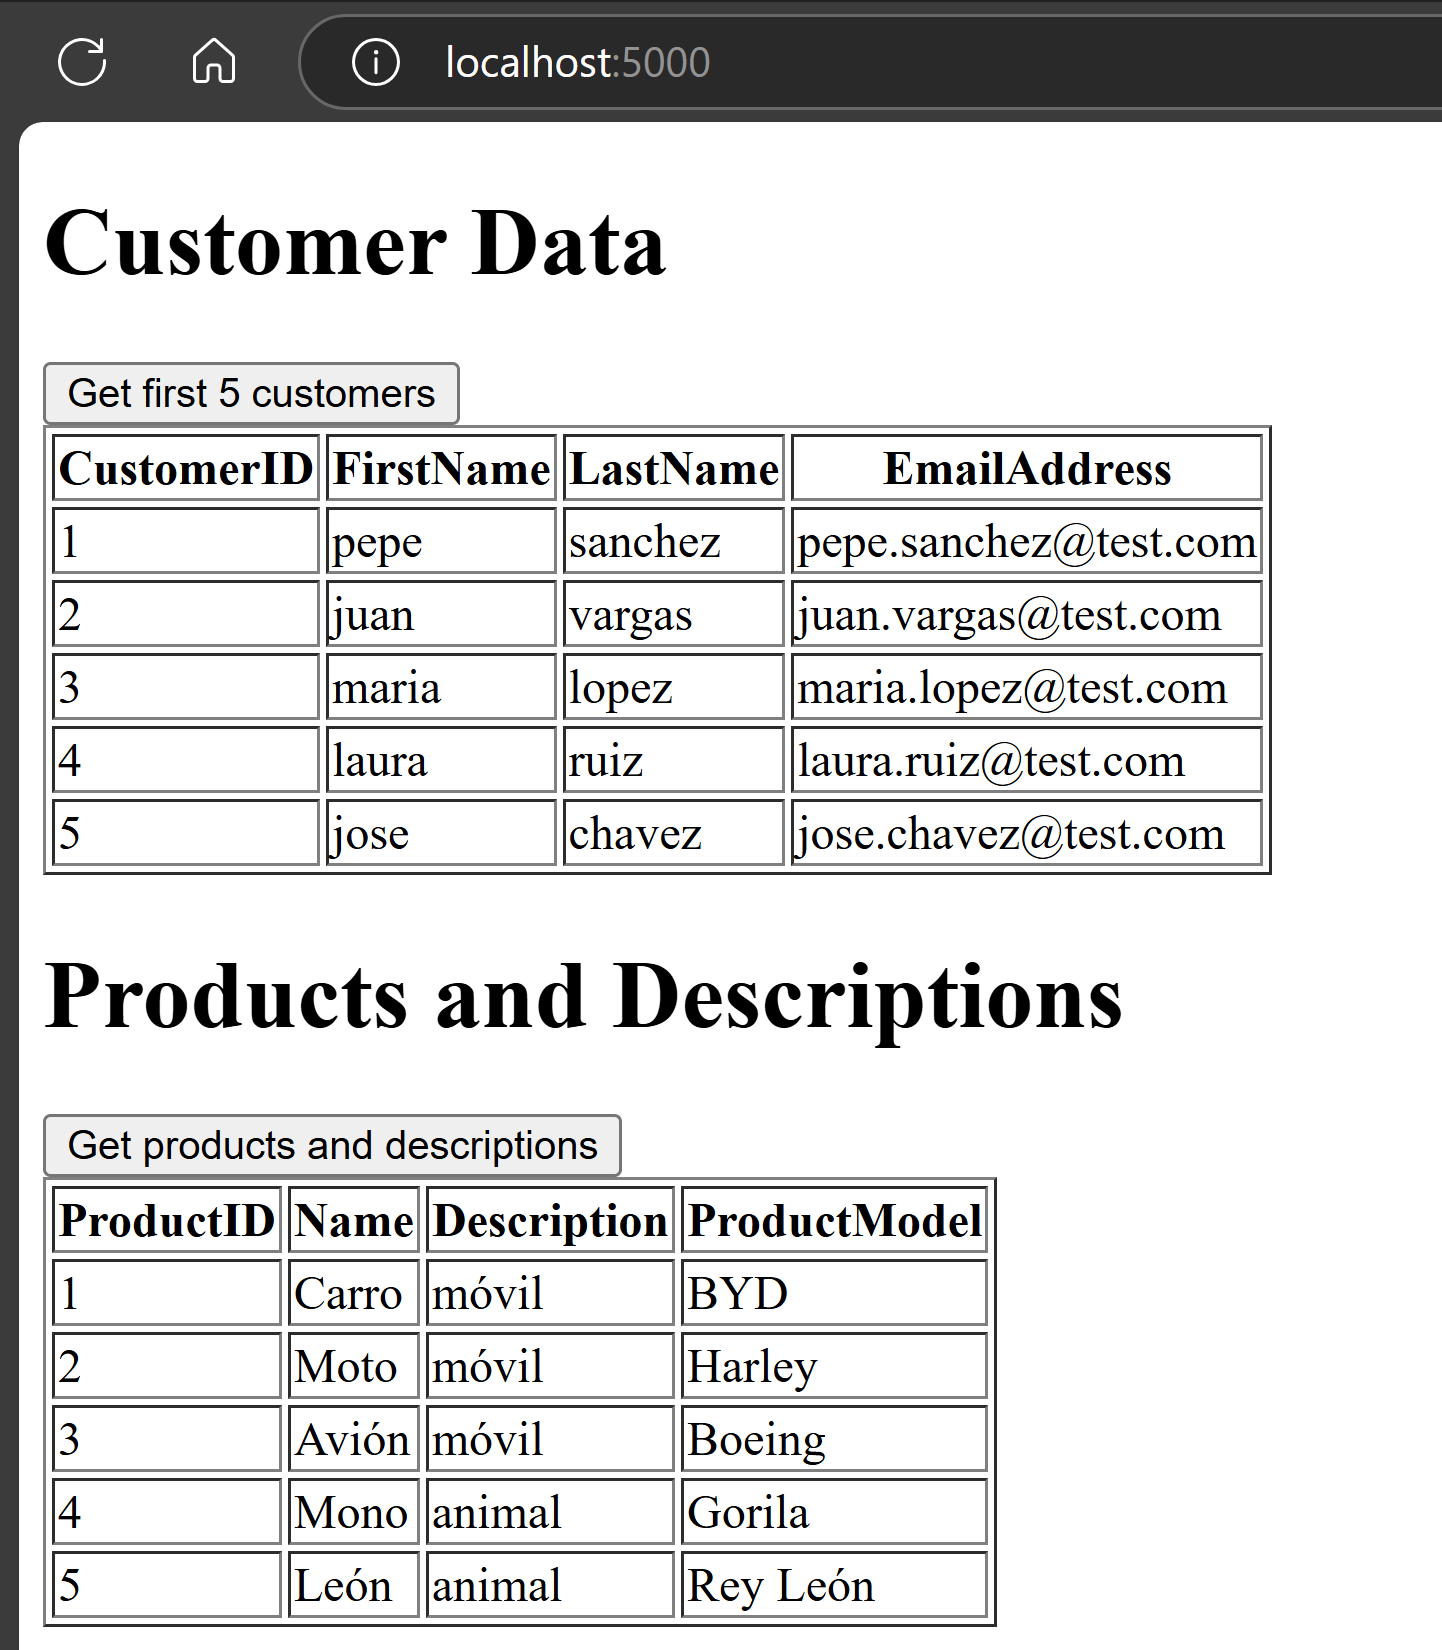 localhost:5000
Customer Data
Get first 5 customers
CustomerID FirstName LastName EmailAddress
1 pepe sanchez pepe.sanchez@test.com
2 juan vargas juan.vargas@test.com
3 maria lopez maria.lopez@test.com
4 laura ruiz laura.ruiz@test.com
5 jose chavez jose.chavez@test.com
Products and Descriptions
Get products and descriptions
ProductID Name Description ProductModel
1 Carro móvil BYD
2 Moto móvil Harley
3 Avión móvil Boeing
4 Mono animal Gorila
5 León animal Rey León